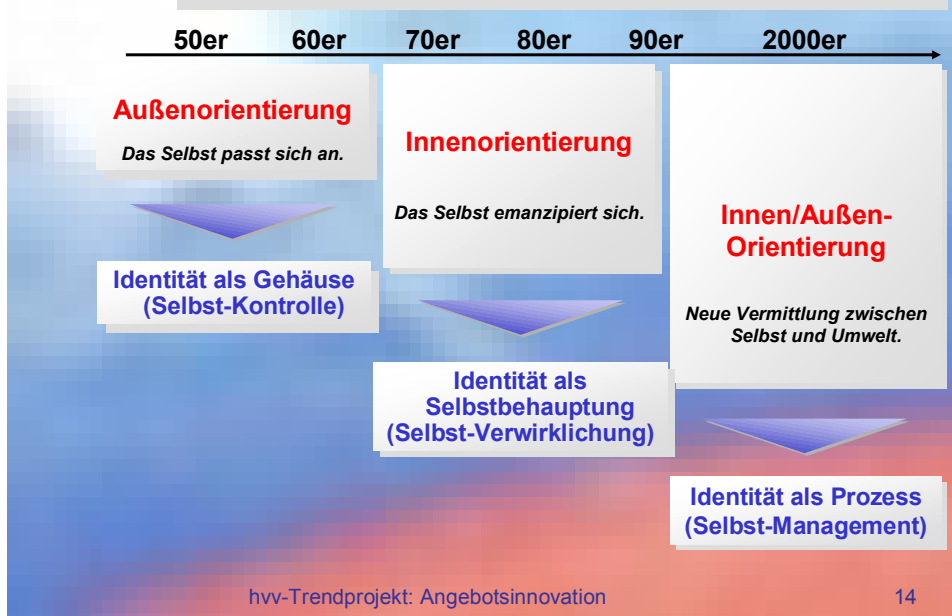 50er 60er 70er 80er 90er 2000er
Außenorientierung
Das Selbst passt sich an.
Identität als Gehäuse
(Selbst-Kontrolle)
Innenorientierung
Das Selbst emanzipiert sich.
Identität als
Selbstbehauptung
(Selbst-Verwirklichung)
Innen/Außen-
Orientierung
Neue Vermittlung zwischen
Selbst und Umwelt.
Identität als Prozess
(Selbst-Management)
hvv-Trendprojekt: Angebotsinnovation 14